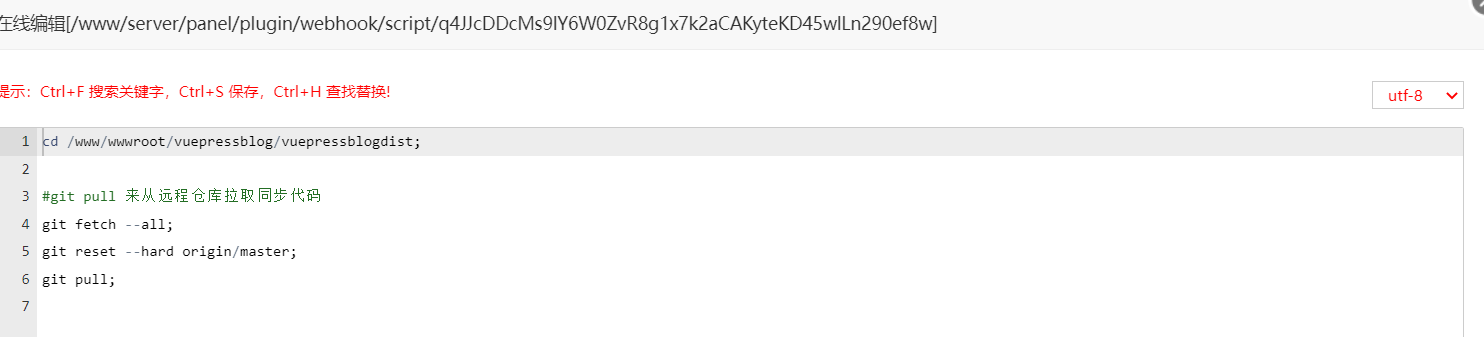 在线编辑[/www/server/panel/plugin/webhook/script/q4JJcDDcMs9IY6W0ZvR8g1x7k2aCAKyteKD45wILn290ef8w]
提示：Ctrl+F 搜索关键字，Ctrl+S 保存，Ctrl+H 查找替换!
utf-8
1 cd /www/wwwroot/vuepressblog/vuepressblogdist;
2
3 #git pull 来从远程仓库拉取同步代码
4 git fetch --all;
5 git reset --hard origin/master;
6 git pull;
7